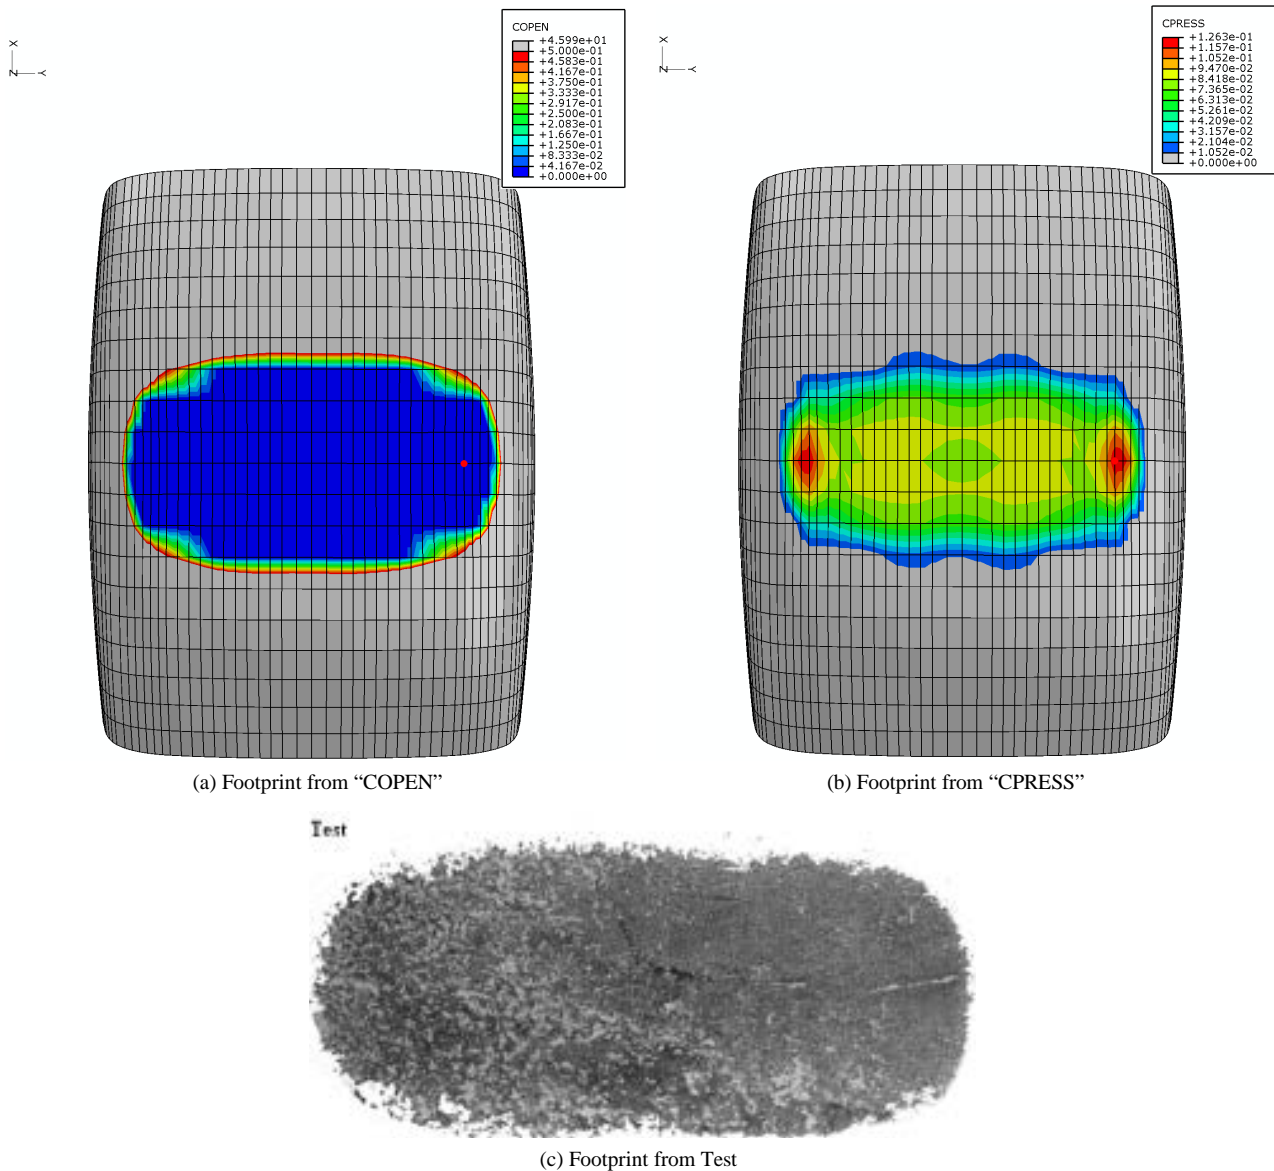 COPEN
+4.599e+01
+5.000e-01
+4.583e-01
+4.167e-01
+3.750e-01
+3.333e-01
+2.917e-01
+2.500e-01
+2.083e-01
+1.667e-01
+1.250e-01
+8.333e-02
+4.167e-02
+0.000e+00
X
Z Y
CPRESS
+1.263e-01
+1.157e-01
+1.052e-01
+9.470e-02
+8.418e-02
+7.365e-02
+6.313e-02
+5.261e-02
+4.209e-02
+3.157e-02
+2.104e-02
+1.052e-02
+0.000e+00
X
Z Y
(a) Footprint from “COPEN”
(b) Footprint from “CPRESS”
Test
(c) Footprint from Test